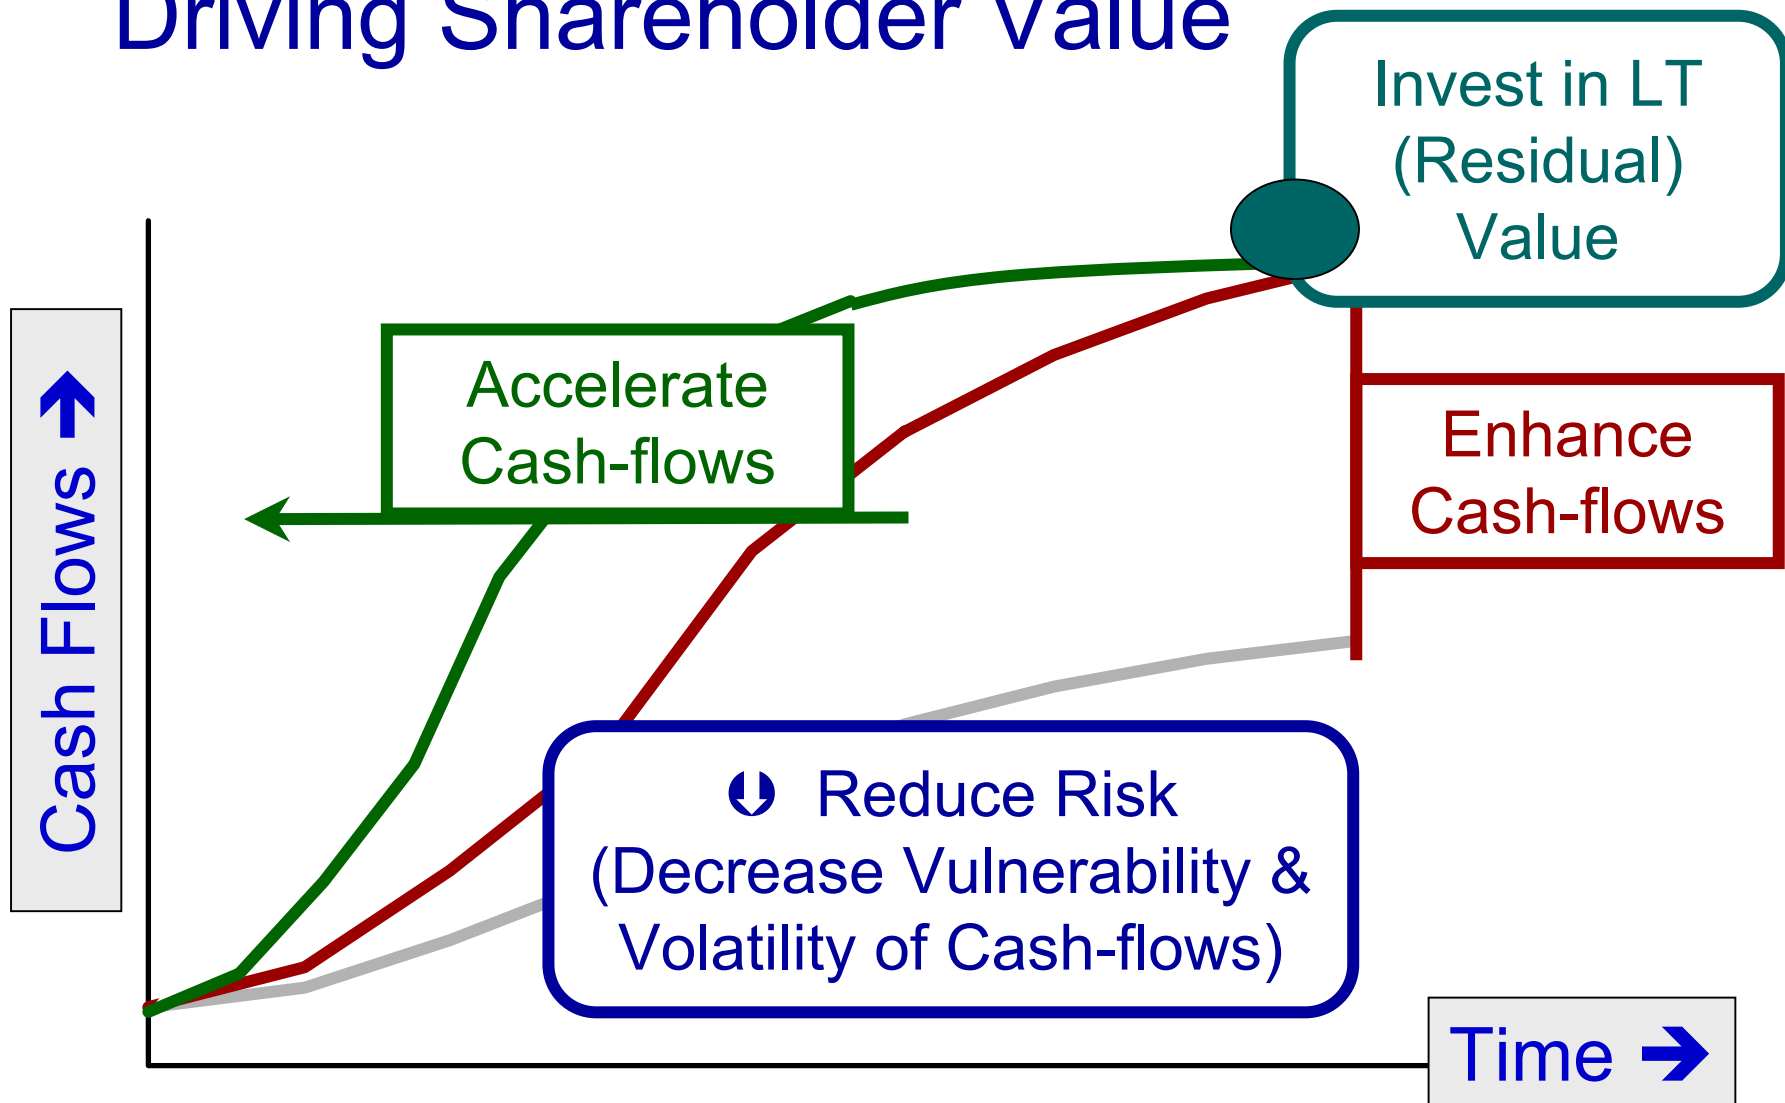 Driving Shareholder Value
Invest in LT
(Residual)
Value
Accelerate
Cash-flows
Enhance
Cash-flows
Cash Flows →
Reduce Risk
(Decrease Vulnerability &
Volatility of Cash-flows)
Time →